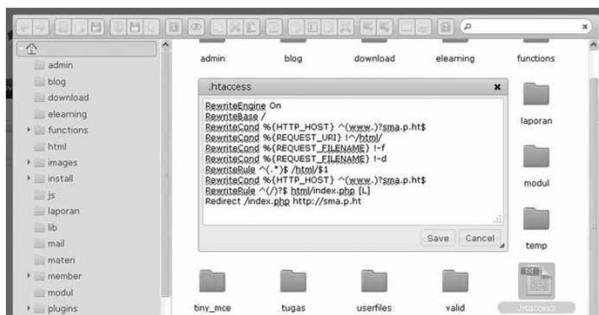 admin
blog
download
elearning
functions
html
images
install
js
laporan
lib
mail
materi
member
modul
plugins
admin
blog
download
elearning
functions
.htaccess
RewriteEngine On
RewriteBase /
RewriteCond %{HTTP_HOST} ^(www.)?sma.p.ht$
RewriteCond %{REQUEST_URI} !^/html/
RewriteCond %{REQUEST_FILENAME} !-f
RewriteCond %{REQUEST_FILENAME} !-d
RewriteRule ^(.*)$ /html/$1
RewriteCond %{HTTP_HOST} ^(www.)?sma.p.ht$
RewriteRule ^(/)?$ html/index.php [L]
Redirect /index.php http://sma.p.ht
Save
Cancel
laporan
modul
temp
tiny_mce
tugas
userfiles
valid
.htaccess